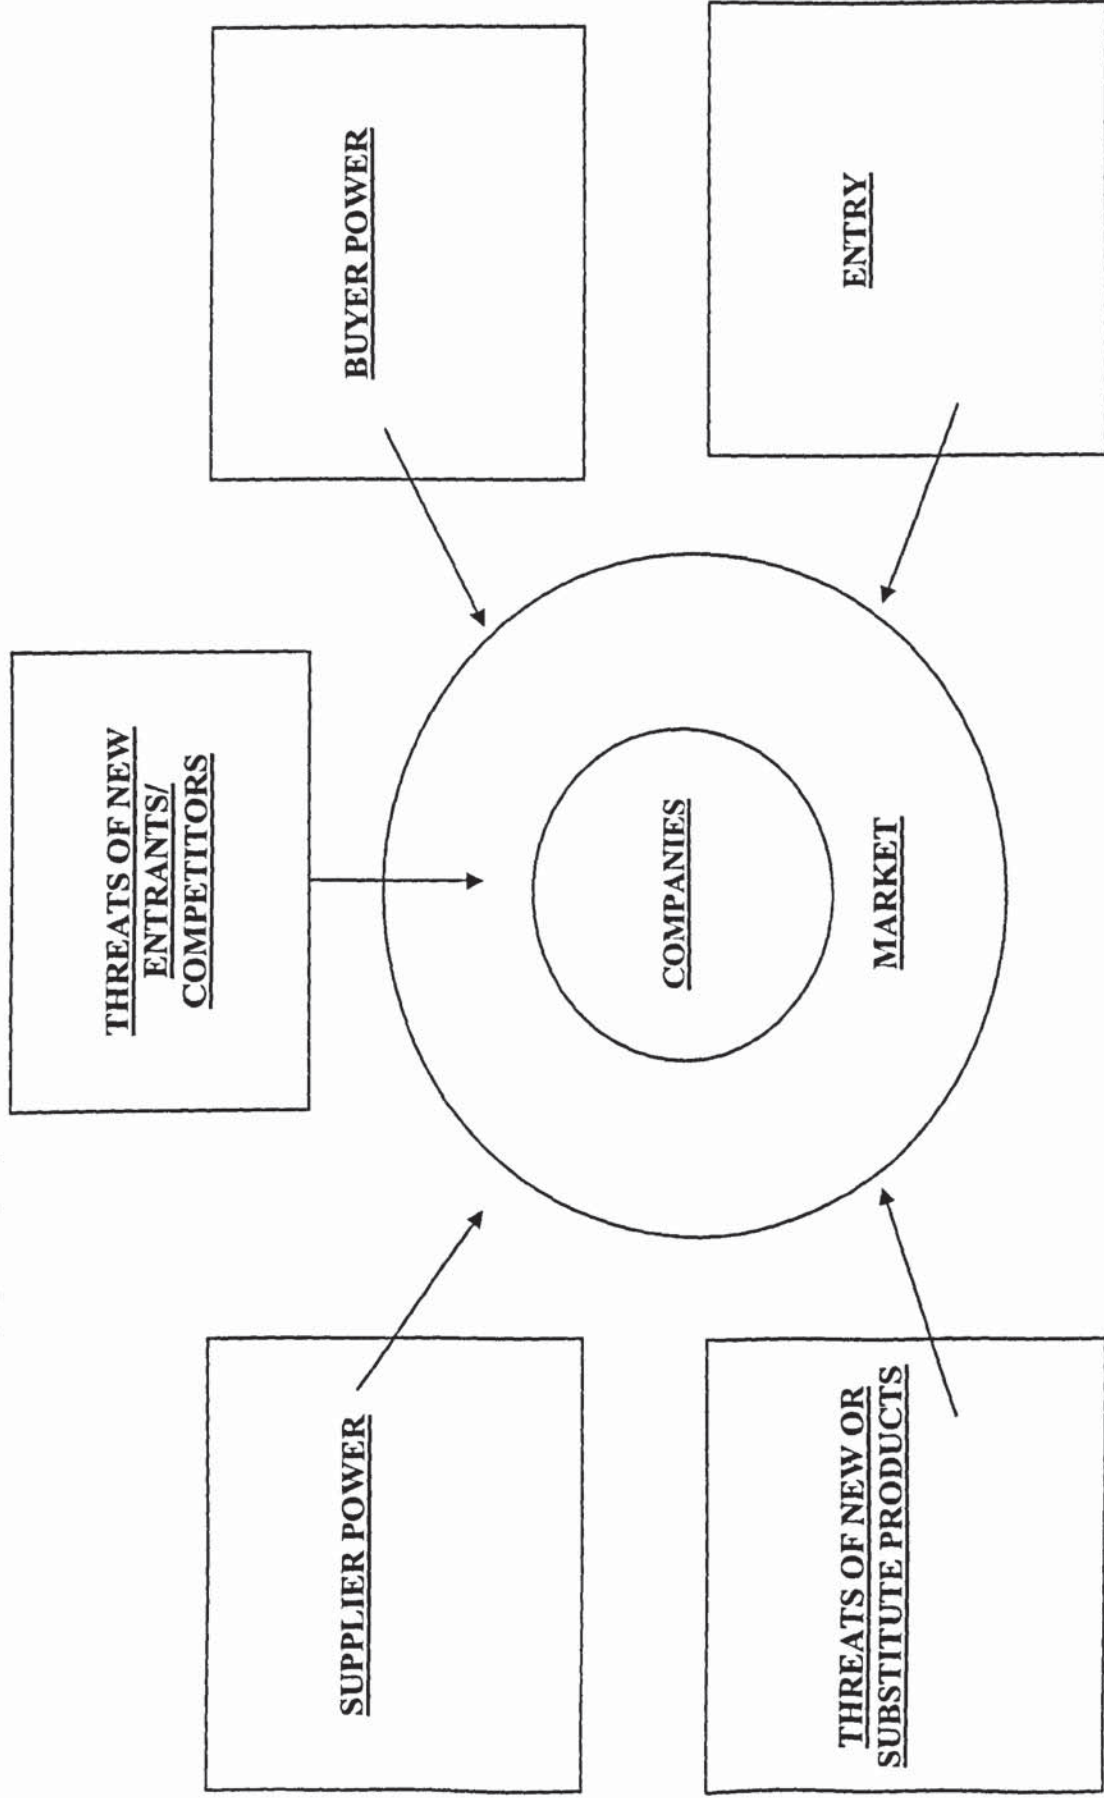 THREATS OF NEW
ENTRANTS/
COMPETITORS
SUPPLIER POWER
BUYER POWER
COMPANIES
MARKET
THREATS OF NEW OR
SUBSTITUTE PRODUCTS
ENTRY